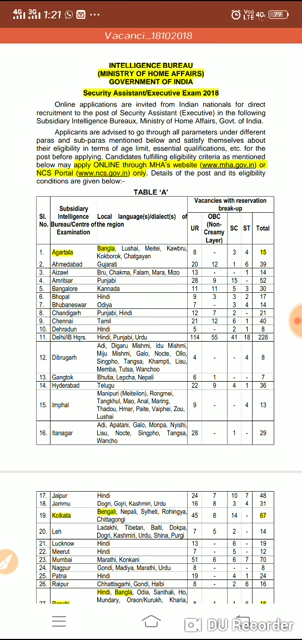 4G 3G 1:21
4G
Vacanci...18102018
INTELLIGENCE BUREAU
(MINISTRY OF HOME AFFAIRS)
GOVERNMENT OF INDIA
Security Assistant/Executive Exam 2018
Online applications are invited from Indian nationals for direct
recruitment to the post of Security Assistant (Executive) in the following
Subsidiary Intelligence Bureaux, Ministry of Home Affairs, Govt. of India.
Applicants are advised to go through all parameters under different
paras and sub-paras mentioned below and satisfy themselves about
their eligibility in terms of age limit, essential qualifications, etc. for
the post before applying. Candidates fulfilling eligibility criteria as mentioned
below may apply ONLINE through MHA's website (www.mha.gov.in) or
NCS Portal (www.ncs.gov.in) only. Details of the post and its eligibility
conditions are given below:-
TABLE 'A'
Sl. No. Subsidiary Intelligence Bureau/Centre of Examination Local language(s)/dialect(s) of the region Vacancies with reservation break-up
UR OBC (Non-Creamy Layer) SC ST Total
1. Agartala Bangla, Lushai, Meitei, Kawbru, Kokborok, Chatgayan 8 - 3 4 15
2. Ahmedabad Gujarati 20 12 1 6 39
3. Aizawl Bru, Chakma, Falam, Mara, Mizo 13 - - 1 14
4. Amritsar Punjabi 28 9 15 - 52
5. Bangalore Kannada 11 11 5 3 30
6. Bhopal Hindi 9 3 3 2 17
7. Bhubaneswar Odiya 7 - 3 4 14
8. Chandigarh Punjabi, Hindi 12 7 2 - 21
9. Chennai Tamil 21 12 6 1 40
10. Dehradun Hindi 5 - 2 1 8
11. Delhi/IB Hqrs. Hindi, Punjabi, Urdu 114 55 41 18 228
12. Dibrugarh Adi, Digaru Mishmi, Idu Mishmi, Miju Mishmi, Galo, Nocte, Ollo, Singpho, Tangsa, Khampti, Lisu, Memba, Tutsa, Wanchoo 4 - - 4 8
13. Gangtok Bhutia, Lepcha, Nepali 6 1 - - 7
14. Hyderabad Telugu 22 9 4 1 36
15. Imphal Manipuri (Meiteilon), Rongmei, Tangkhul, Mao, Anal, Maring, Thadou, Hmar, Paite, Vaiphei, Zou, Lushai 9 - - 4 13
16. Itanagar Adi, Apatani, Galo, Monpa, Nyishi, Lisu, Nocte, Singpho, Tangsa, Wancho 28 - 1 - 29
17. Jaipur Hindi 24 7 10 7 48
18. Jammu Dogri, Gojri, Kashmiri, Urdu 16 8 3 4 31
19. Kolkata Bengali, Nepali, Sylheti, Rohingya, Chittagongi 45 8 14 - 67
20. Leh Ladakhi, Tibetan, Balti, Dokpa, Dogri, Kashmiri, Urdu, Shina, Purgi 7 5 2 - 14
21. Lucknow Hindi 13 - 6 - 19
22. Meerut Hindi 7 - 5 - 12
23. Mumbai Marathi, Konkani 51 6 6 7 70
24. Nagpur Gondi, Madiya, Marathi, Urdu 8 - - - 8
25. Patna Hindi 19 - 4 1 24
26. Raipur Chhattisgarhi, Gondi, Halbi 8 - 2 6 16
27. Ranchi Hindi, Bangla, Odia, Santhali, Ho, Mundary, Oraon/Kurukh, Kharia,
DU Recorder